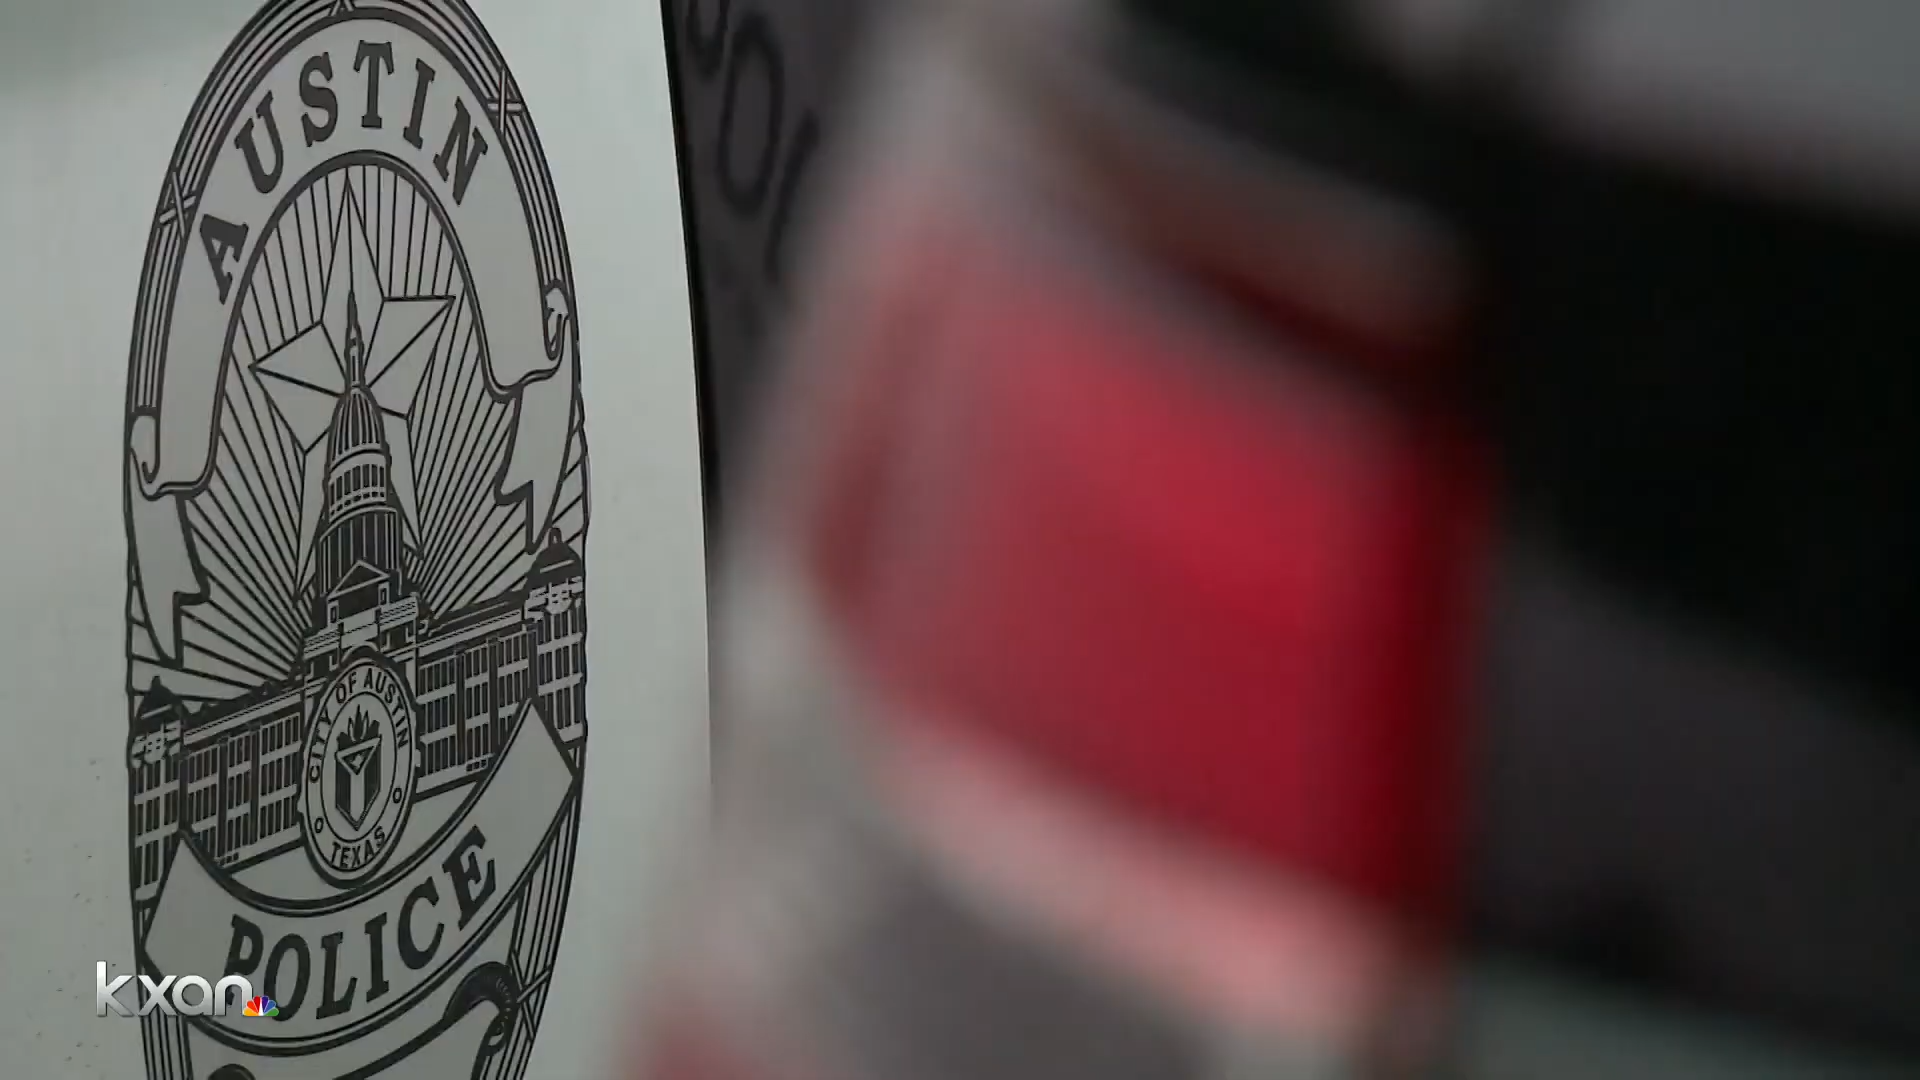 AUSTIN
CITY OF AUSTIN
TEXAS
POLICE
kxan